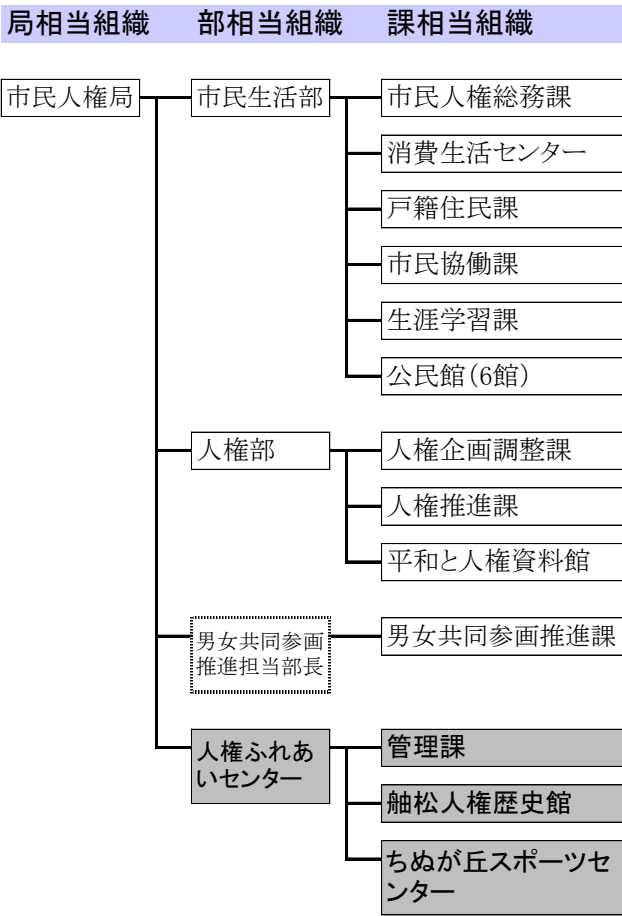 局相当組織 部相当組織 課相当組織
市民人権局 市民生活部 市民人権総務課
消費生活センター
戸籍住民課
市民協働課
生涯学習課
公民館（6館）
人権部 人権企画調整課
人権推進課
平和と人権資料館
男女共同参画
推進担当部長
男女共同参画推進課
人権ふれあ
いセンター
管理課
舳松人権歴史館
ちぬが丘スポーツセ
ンター